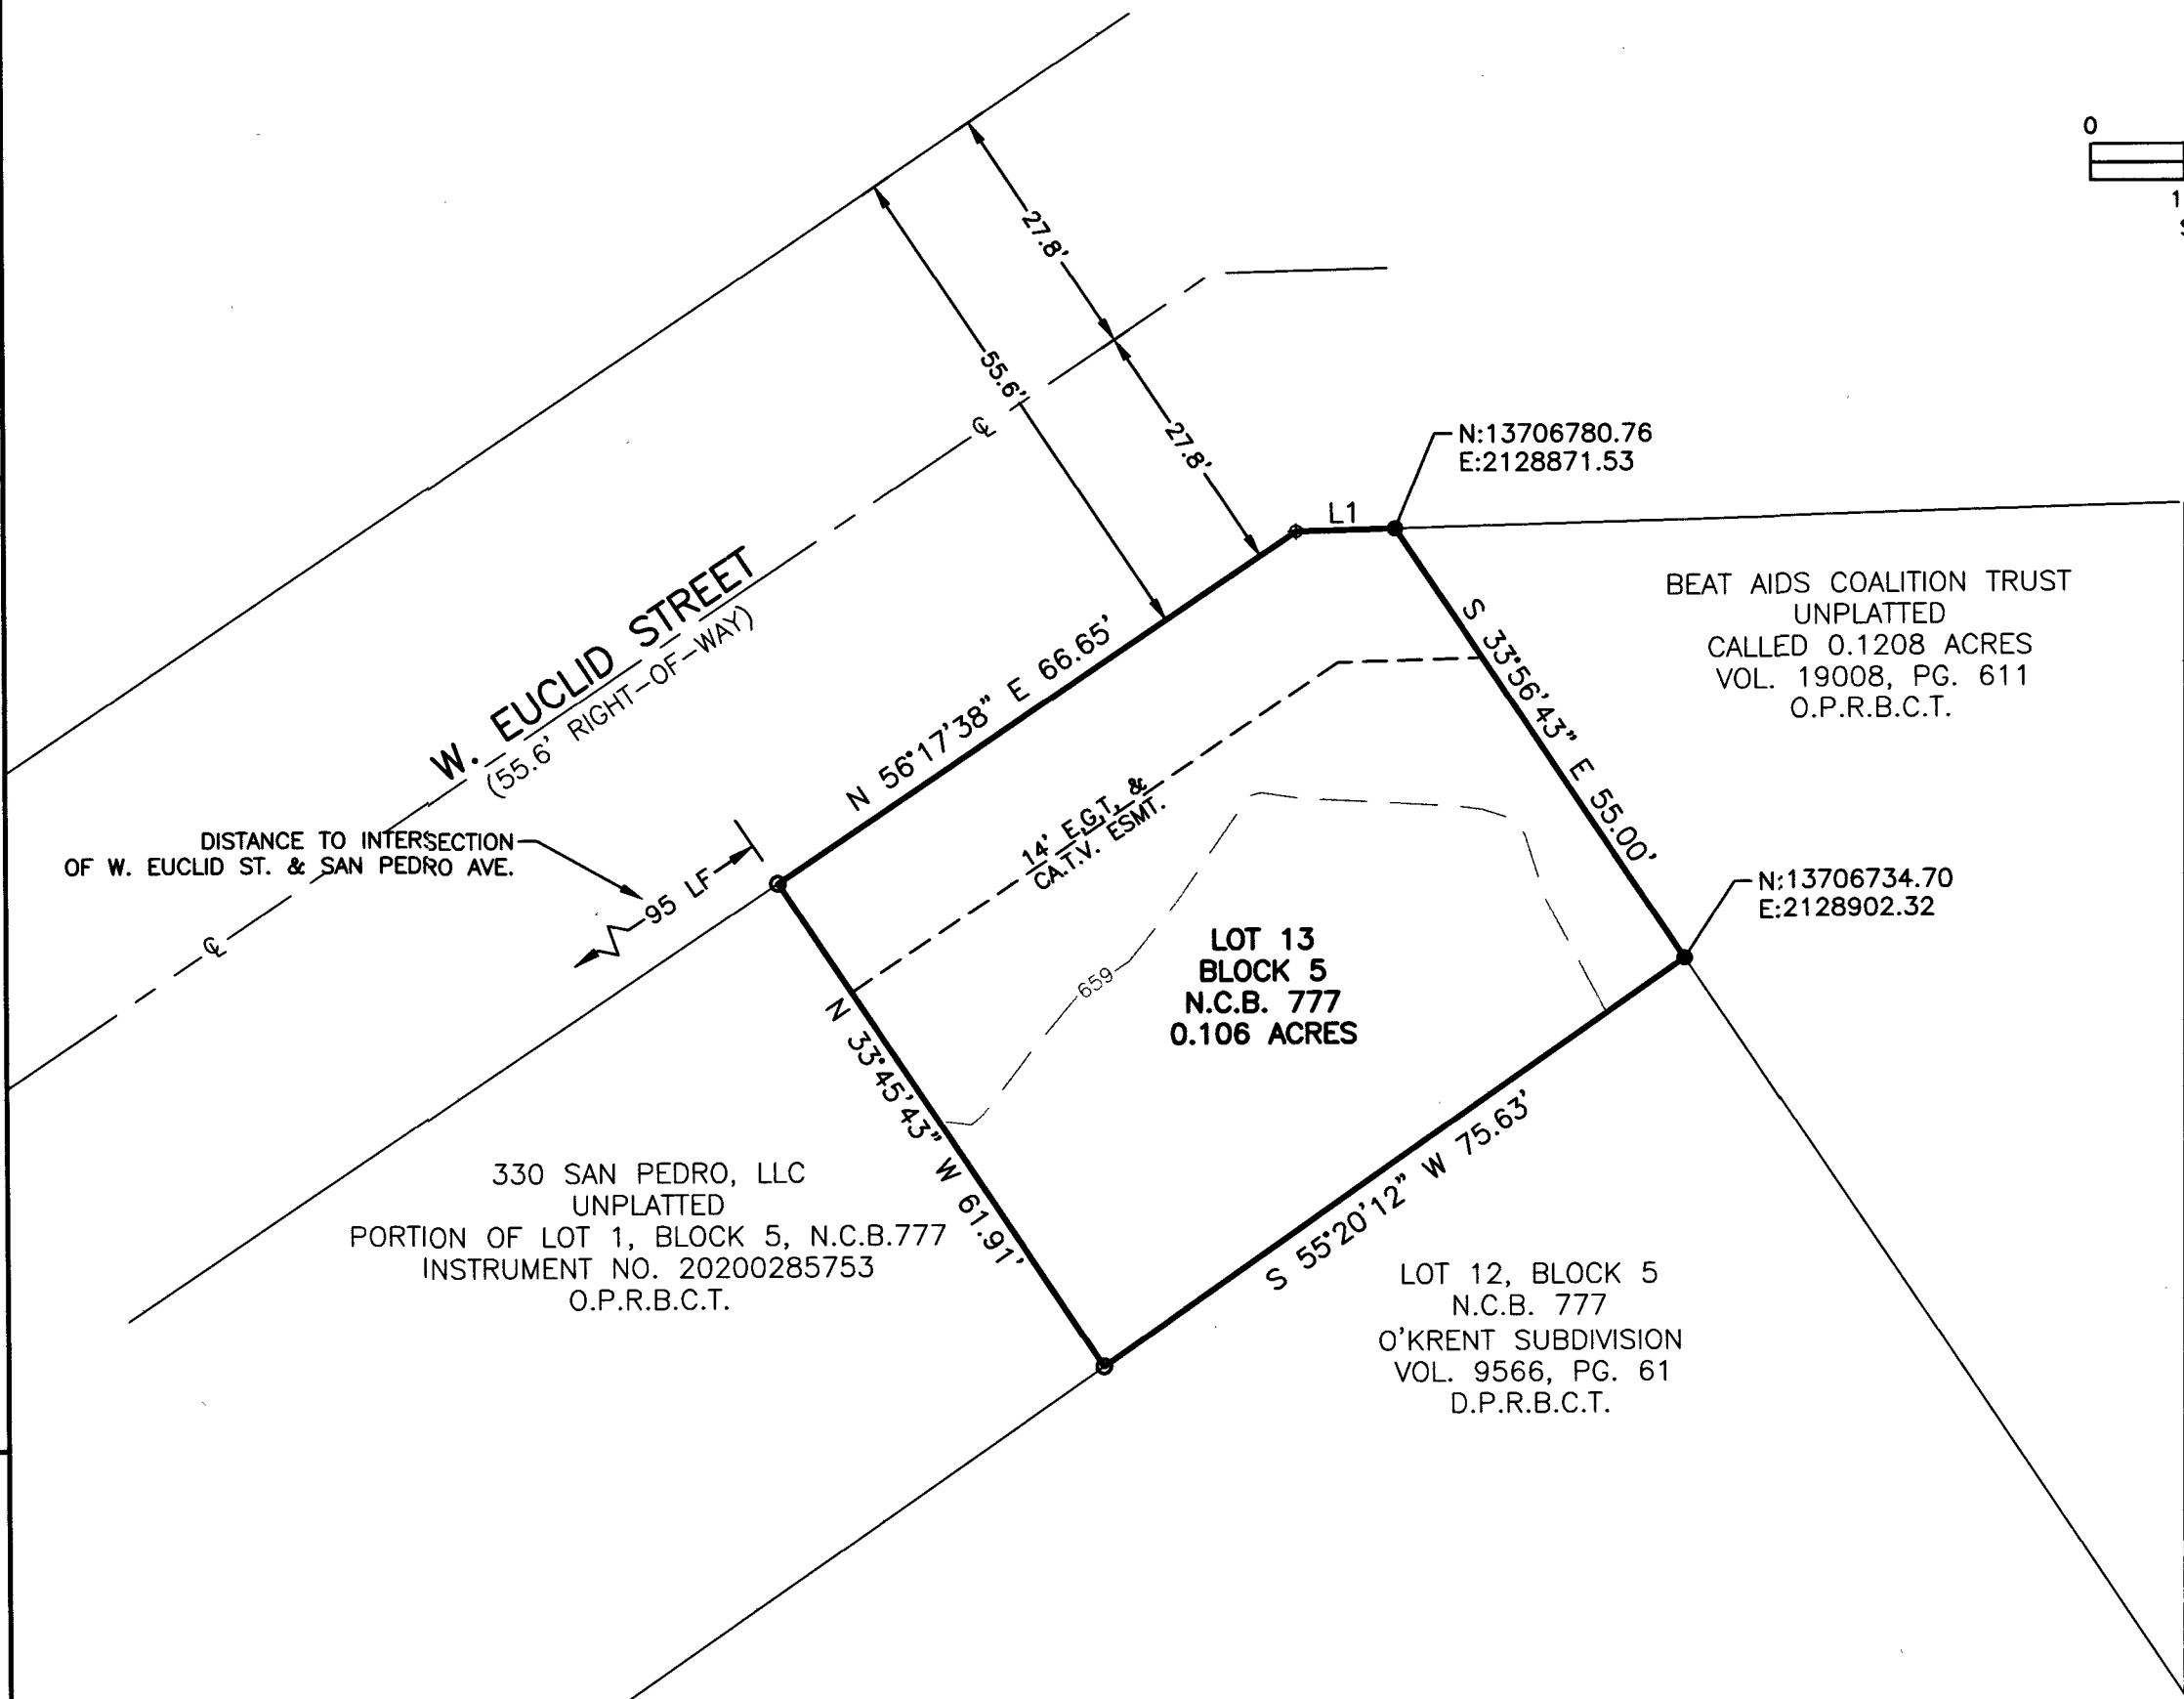 0
1
27.8'
55.6'
27.8'
℄
N:13706780.76
E:2128871.53
L1
W. EUCLID STREET
(55.6' RIGHT-OF-WAY)
N 56°17'38" E 66.65'
BEAT AIDS COALITION TRUST
UNPLATTED
CALLED 0.1208 ACRES
VOL. 19008, PG. 611
O.P.R.B.C.T.
S 33°56'43" E 55.00'
14' E.G.T. &
CA.T.V. ESMT.
DISTANCE TO INTERSECTION
OF W. EUCLID ST. & SAN PEDRO AVE.
95 LF
℄
N:13706734.70
E:2128902.32
LOT 13
BLOCK 5
N.C.B. 777
0.106 ACRES
659
N 33°45'43" W 61.91'
S 55°20'12" W 75.63'
330 SAN PEDRO, LLC
UNPLATTED
PORTION OF LOT 1, BLOCK 5, N.C.B.777
INSTRUMENT NO. 20200285753
O.P.R.B.C.T.
LOT 12, BLOCK 5
N.C.B. 777
O'KRENT SUBDIVISION
VOL. 9566, PG. 61
D.P.R.B.C.T.